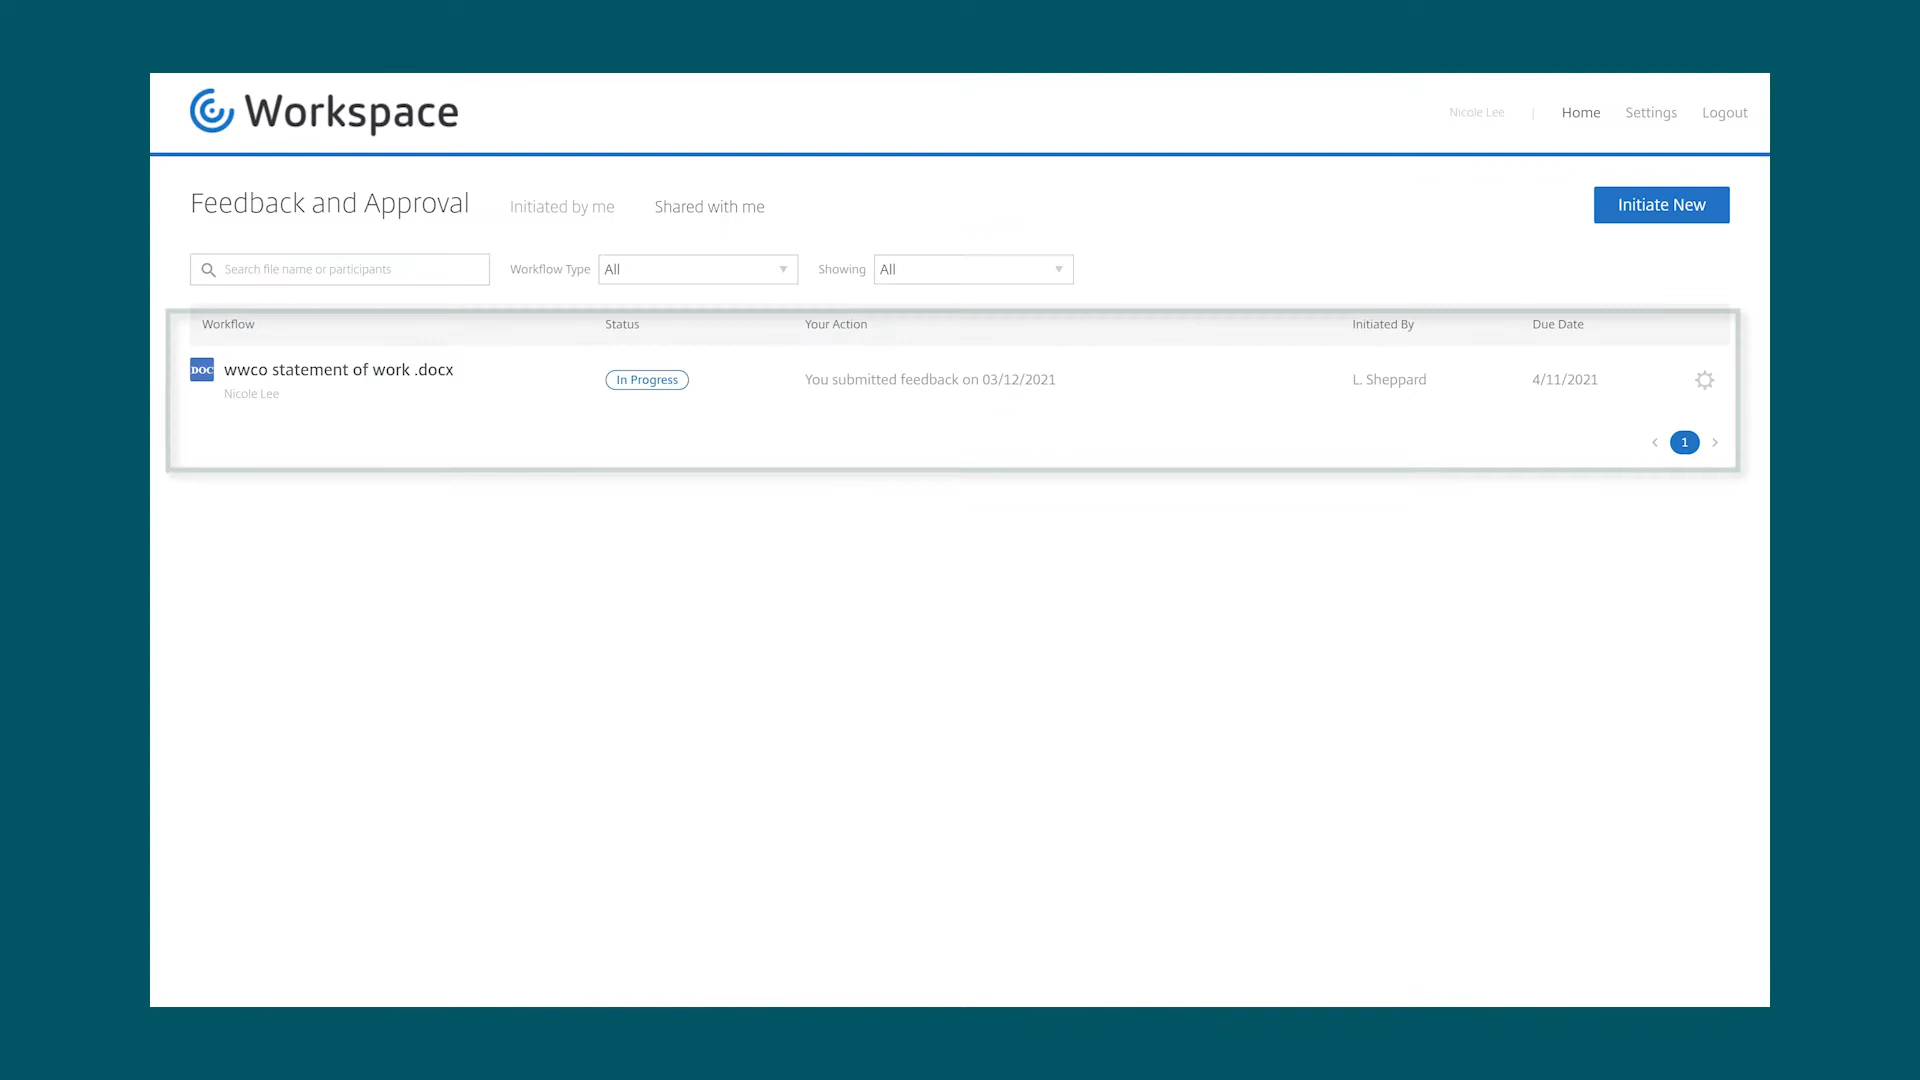 Workspace
Nicole Lee | Home Settings Logout
Feedback and Approval Initiated by me Shared with me Initiate New
Search file name or participants Workflow Type All Showing All
Workflow Status Your Action Initiated By Due Date
DOC wwco statement of work .docx
Nicole Lee
In Progress You submitted feedback on 03/12/2021 L. Sheppard 4/11/2021
1